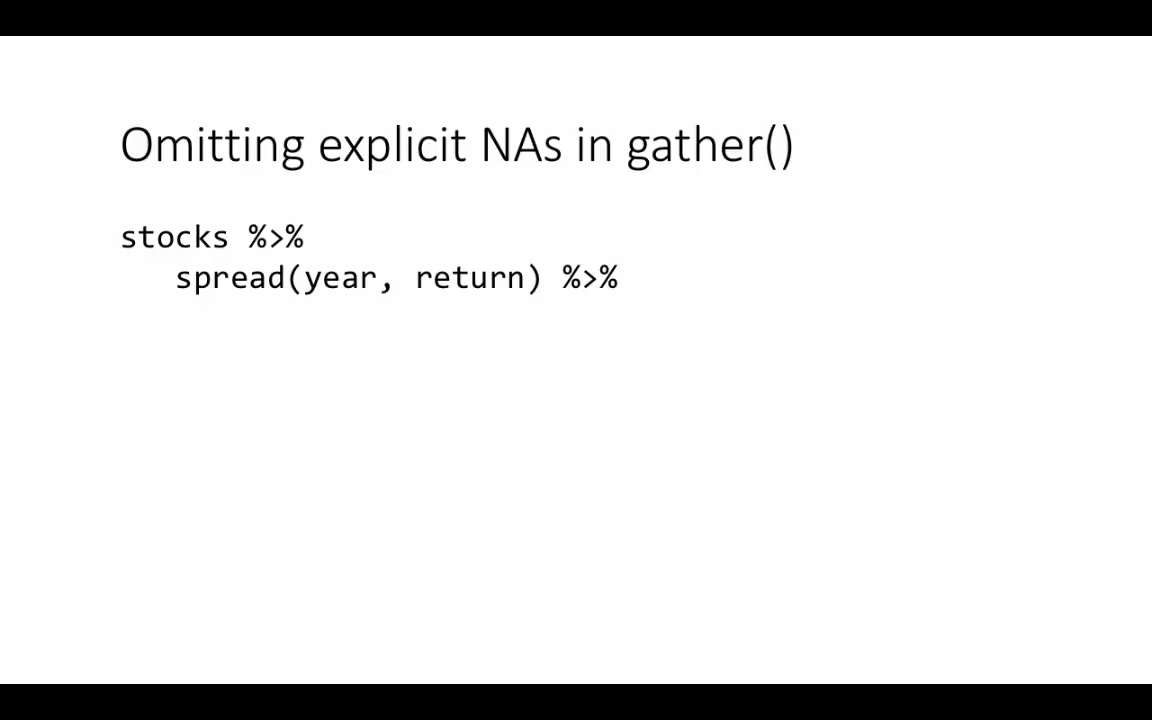 Omitting explicit NAs in gather()
stocks %>%
   spread(year, return) %>%